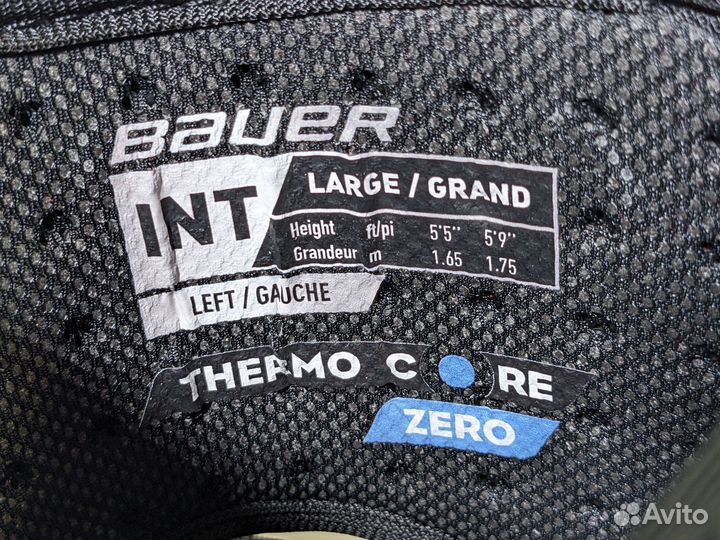 BAUER
INT
LARGE / GRAND
Height ft/pi 5'5'' 5'9''
Grandeur m 1.65 1.75
LEFT / GAUCHE
THERMO CORE
ZERO
Avito